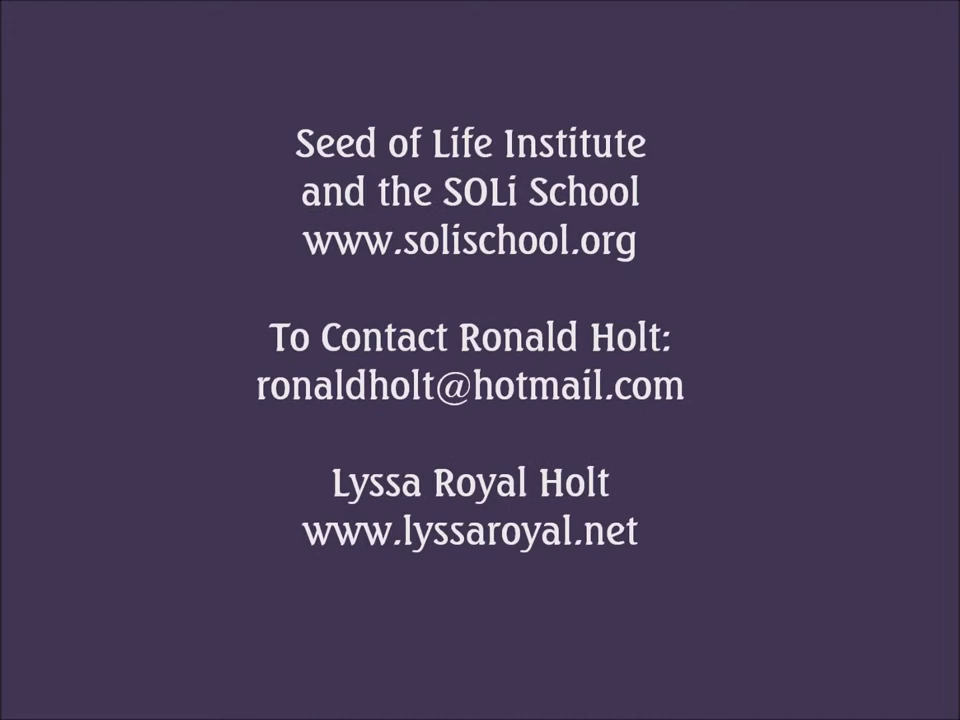 Seed of Life Institute
and the SOLi School
www.solischool.org
To Contact Ronald Holt:
ronaldholt@hotmail.com
Lyssa Royal Holt
www.lyssaroyal.net